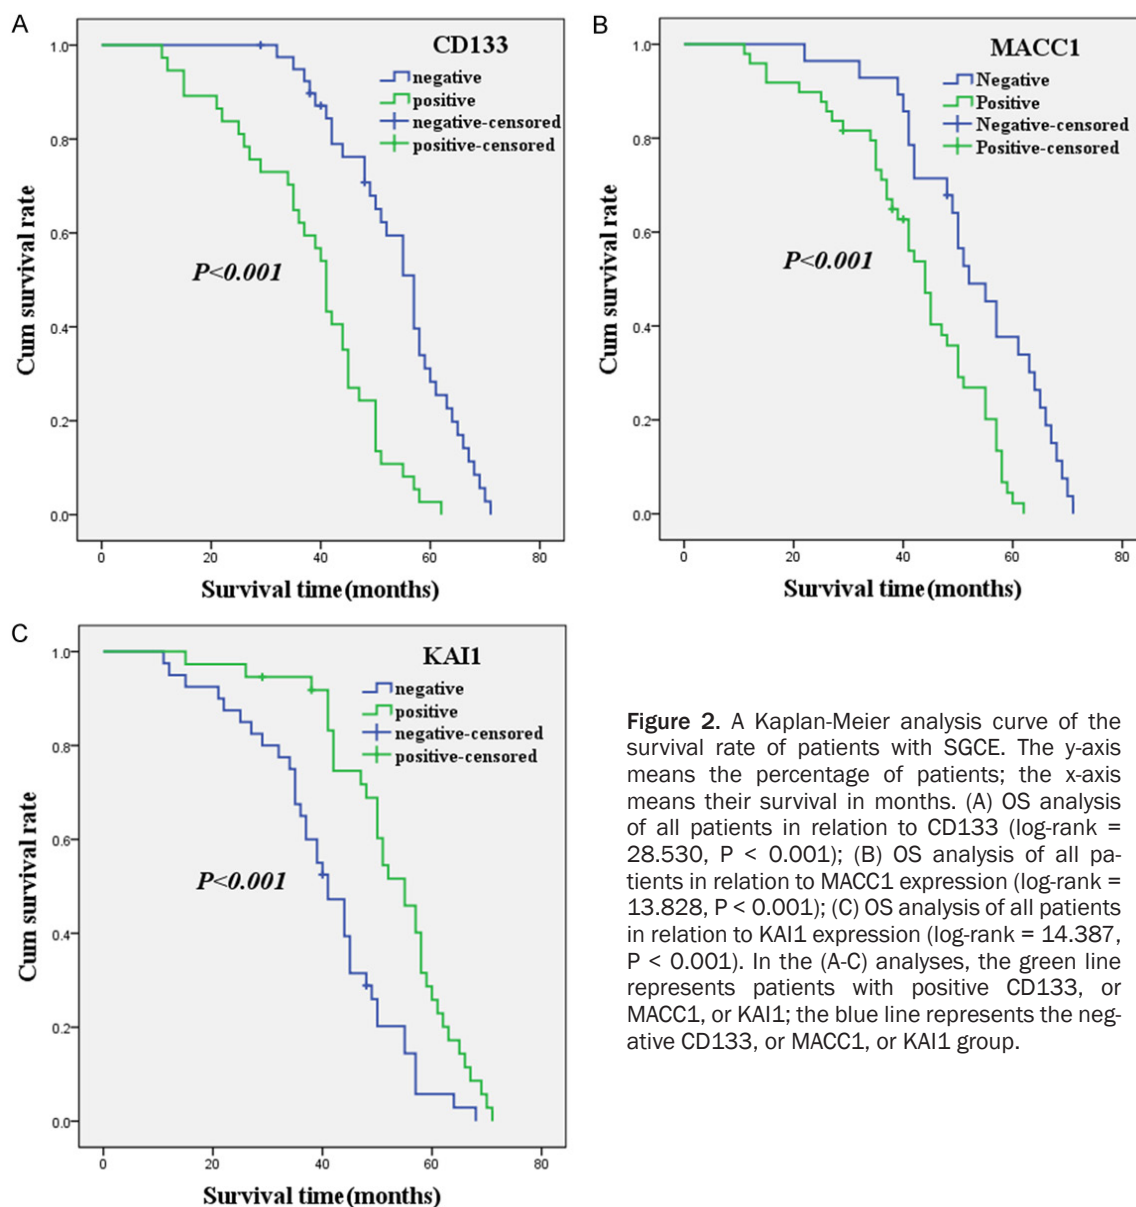 A
CD133
negative
positive
negative-censored
positive-censored
1.0
0.8
0.6
0.4
0.2
0.0
Cum survival rate
P<0.001
0 20 40 60 80
Survival time(months)
B
MACC1
Negative
Positive
Negative-censored
Positive-censored
1.0
0.8
0.6
0.4
0.2
0.0
Cum survival rate
P<0.001
0 20 40 60 80
Survival time(months)
C
KAI1
negative
positive
negative-censored
positive-censored
1.0
0.8
0.6
0.4
0.2
0.0
Cum survival rate
P<0.001
0 20 40 60 80
Survival time(months)
Figure 2. A Kaplan-Meier analysis curve of the
survival rate of patients with SGCE. The y-axis
means the percentage of patients; the x-axis
means their survival in months. (A) OS analysis
of all patients in relation to CD133 (log-rank =
28.530, P < 0.001); (B) OS analysis of all pa-
tients in relation to MACC1 expression (log-rank =
13.828, P < 0.001); (C) OS analysis of all patients
in relation to KAI1 expression (log-rank = 14.387,
P < 0.001). In the (A-C) analyses, the green line
represents patients with positive CD133, or
MACC1, or KAI1; the blue line represents the neg-
ative CD133, or MACC1, or KAI1 group.